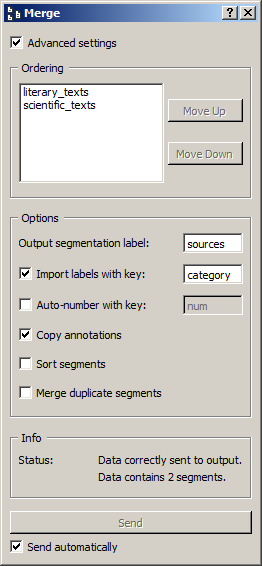 Merge
Advanced settings
Ordering
literary_texts
scientific_texts
Move Up
Move Down
Options
Output segmentation label: sources
Import labels with key: category
Auto-number with key: num
Copy annotations
Sort segments
Merge duplicate segments
Info
Status: Data correctly sent to output.
Data contains 2 segments.
Send
Send automatically